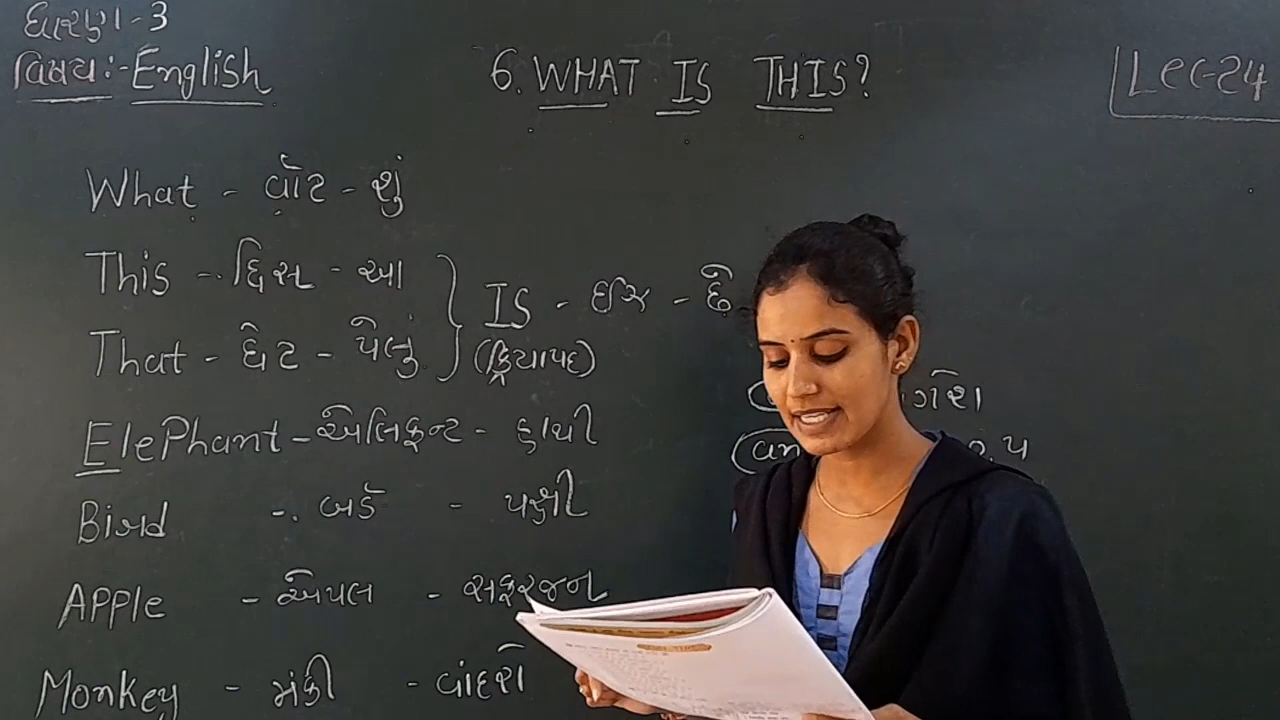 ધોરણ-3
વિષય:- English
6. WHAT IS THIS?
Lec-24
What - વોટ - શું
This - ધિસ - આ
That - ધેટ - પેલું
IS - ઈઝ - છે
(ક્રિયાપદ)
Elephant - એલિફન્ટ - હાથી
Bird - બર્ડ - પક્ષી
Apple - એપલ - સફરજન
Monkey - મંકી - વાંદરો